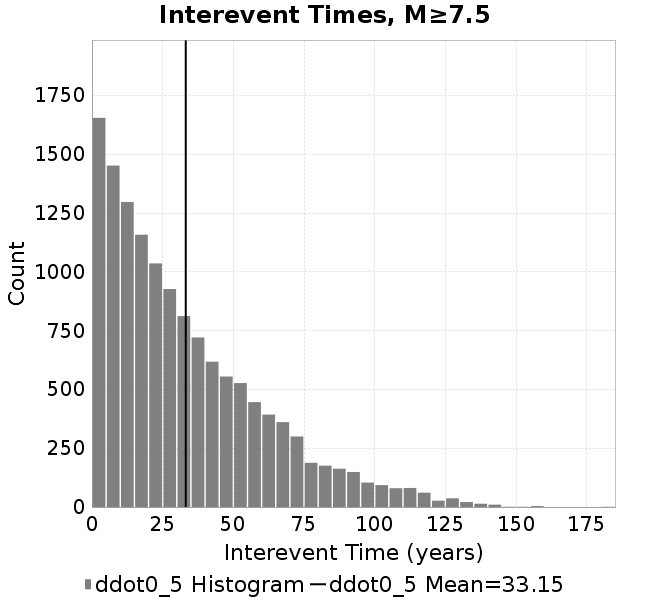 Interevent Times, M≥7.5
1750
1500
1250
1000
750
500
250
0
Count
0 25 50 75 100 125 150 175
Interevent Time (years)
ddot0_5 Histogram ddot0_5 Mean=33.15